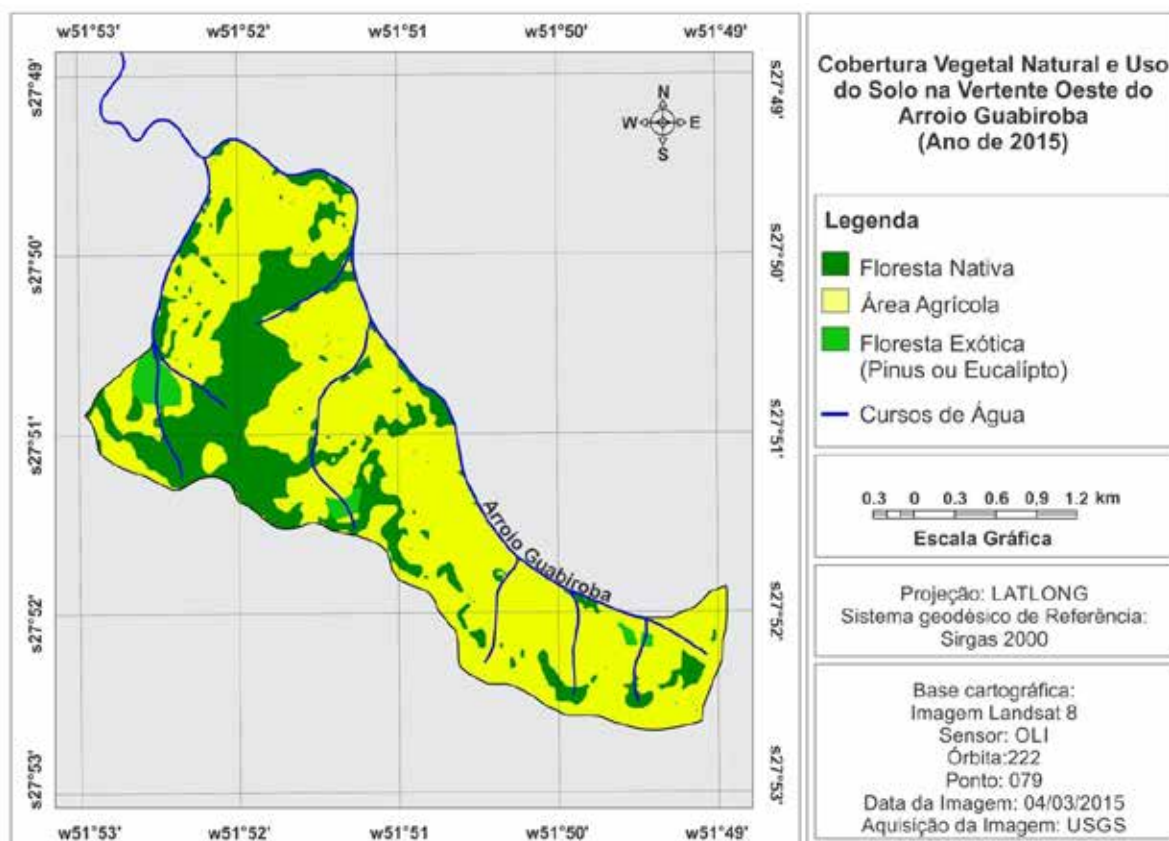 w51°53' w51°52' w51°51 w51°50' w51°49'
s27°49' s27°49'
N
W E
S
s27°50' s27°50'
s27°51' s27°51'
Arroio Guabiroba
s27°52' s27°52'
s27°53' s27°53'
w51°53' w51°52' w51°51 w51°50' w51°49'
Cobertura Vegetal Natural e Uso
do Solo na Vertente Oeste do
Arroio Guabiroba
(Ano de 2015)
Legenda
Floresta Nativa
Área Agrícola
Floresta Exótica
(Pinus ou Eucalípto)
Cursos de Água
0.3 0 0.3 0.6 0,9 1.2 km
Escala Gráfica
Projeção: LATLONG
Sistema geodésico de Referência:
Sirgas 2000
Base cartográfica:
Imagem Landsat 8
Sensor: OLI
Órbita:222
Ponto: 079
Data da Imagem: 04/03/2015
Aquisição da Imagem: USGS